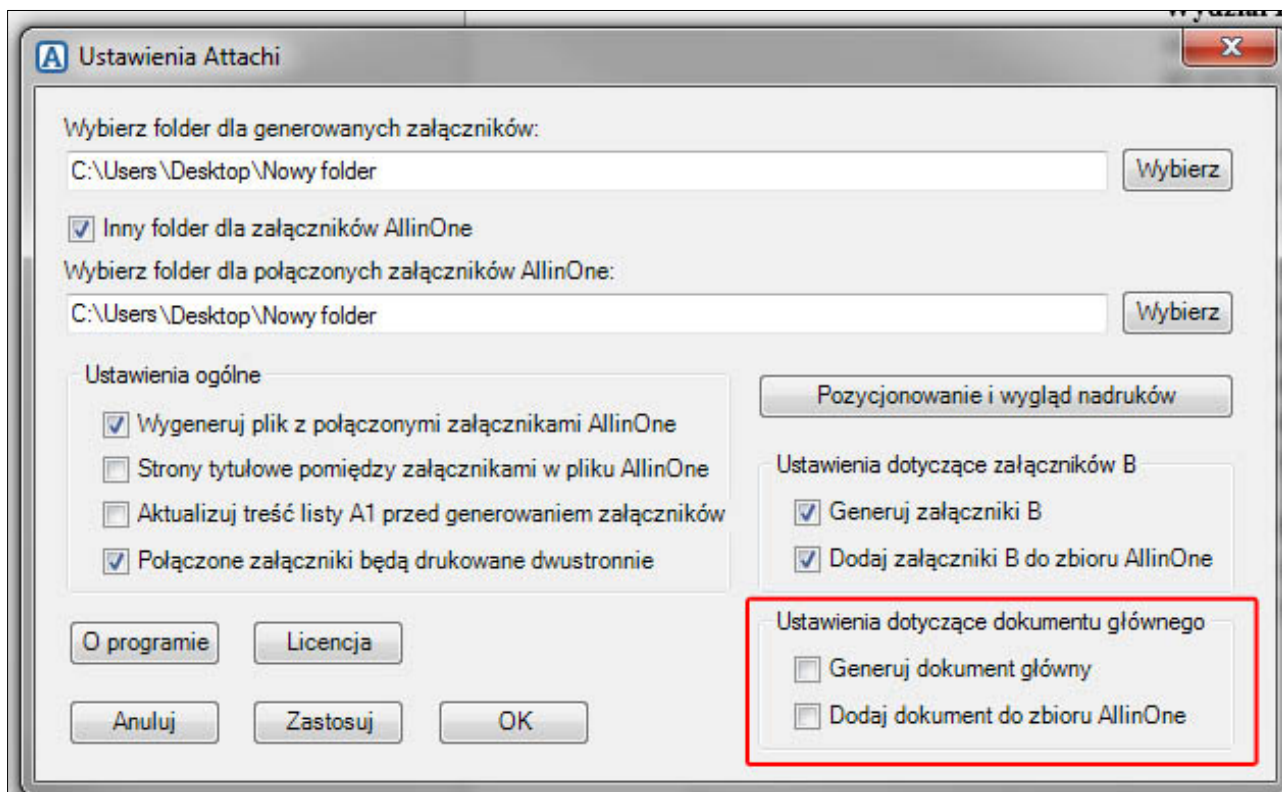 Wydział
A Ustawienia Attachi
Wybierz folder dla generowanych załączników:
C:\Users\Desktop\Nowy folder
Wybierz
Inny folder dla załączników AllinOne
Wybierz folder dla połączonych załączników AllinOne:
C:\Users\Desktop\Nowy folder
Wybierz
Ustawienia ogólne
Wygeneruj plik z połączonymi załącznikami AllinOne
Strony tytułowe pomiędzy załącznikami w pliku AllinOne
Aktualizuj treść listy A1 przed generowaniem załączników
Połączone załączniki będą drukowane dwustronnie
Pozycjonowanie i wygląd nadruków
Ustawienia dotyczące załączników B
Generuj załączniki B
Dodaj załączniki B do zbioru AllinOne
Ustawienia dotyczące dokumentu głównego
Generuj dokument główny
Dodaj dokument do zbioru AllinOne
O programie
Licencja
Anuluj
Zastosuj
OK